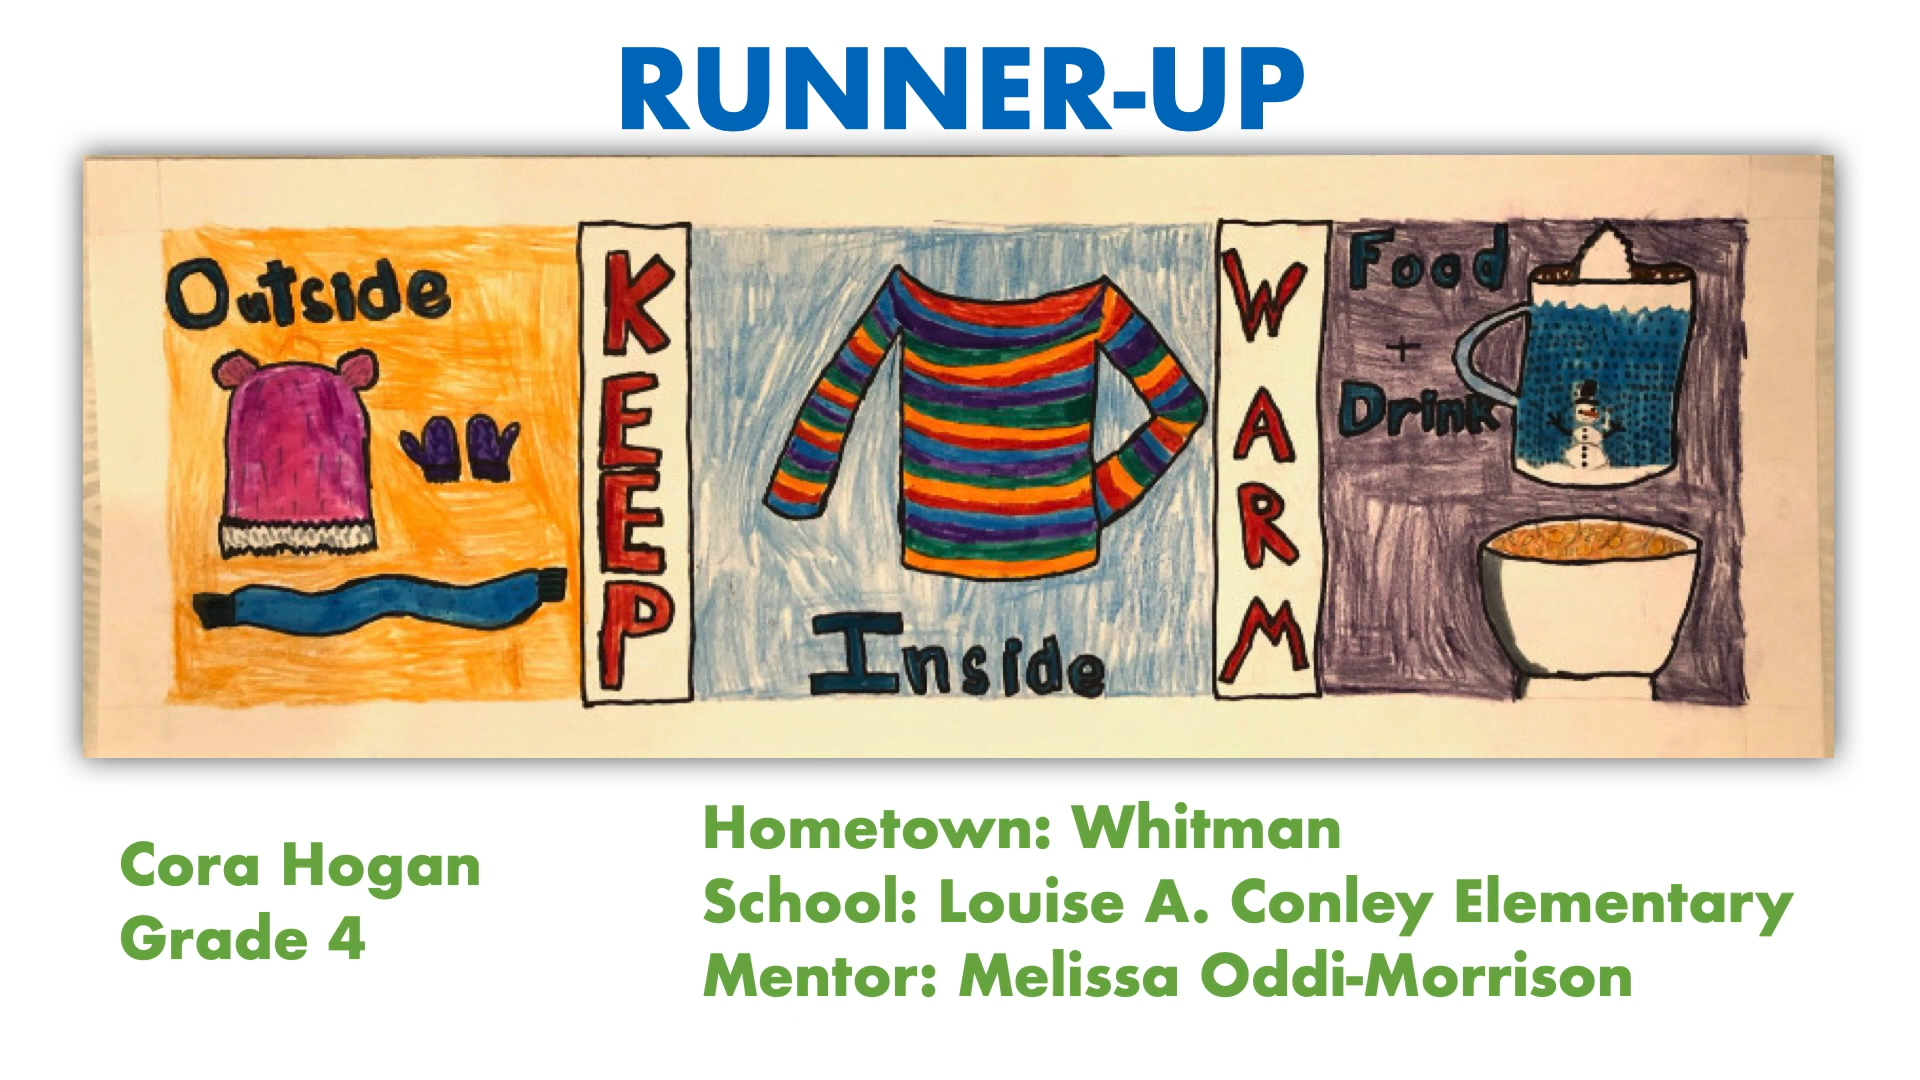 RUNNER-UP
Outside
KEEP
Inside
WARM
Food
+
Drink
Cora Hogan
Grade 4
Hometown: Whitman
School: Louise A. Conley Elementary
Mentor: Melissa Oddi-Morrison